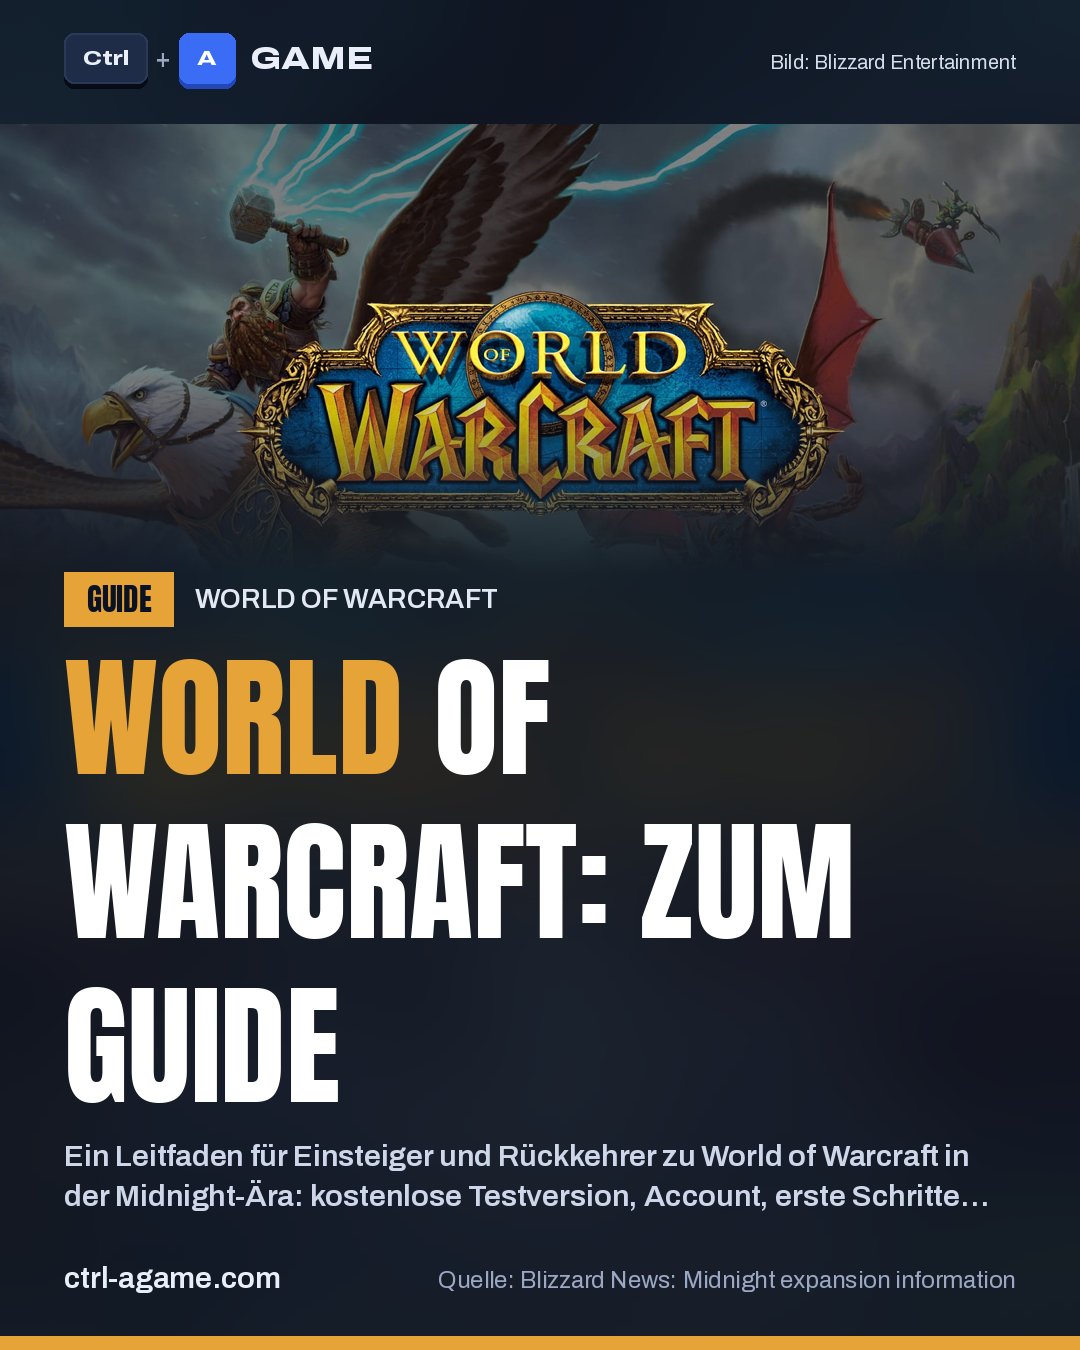 Ctrl + A GAME
Bild: Blizzard Entertainment
WORLD OF
WARCRAFT®
GUIDE WORLD OF WARCRAFT
WORLD OF
WARCRAFT: ZUM
GUIDE
Ein Leitfaden für Einsteiger und Rückkehrer zu World of Warcraft in
der Midnight-Ära: kostenlose Testversion, Account, erste Schritte...
ctrl-agame.com
Quelle: Blizzard News: Midnight expansion information